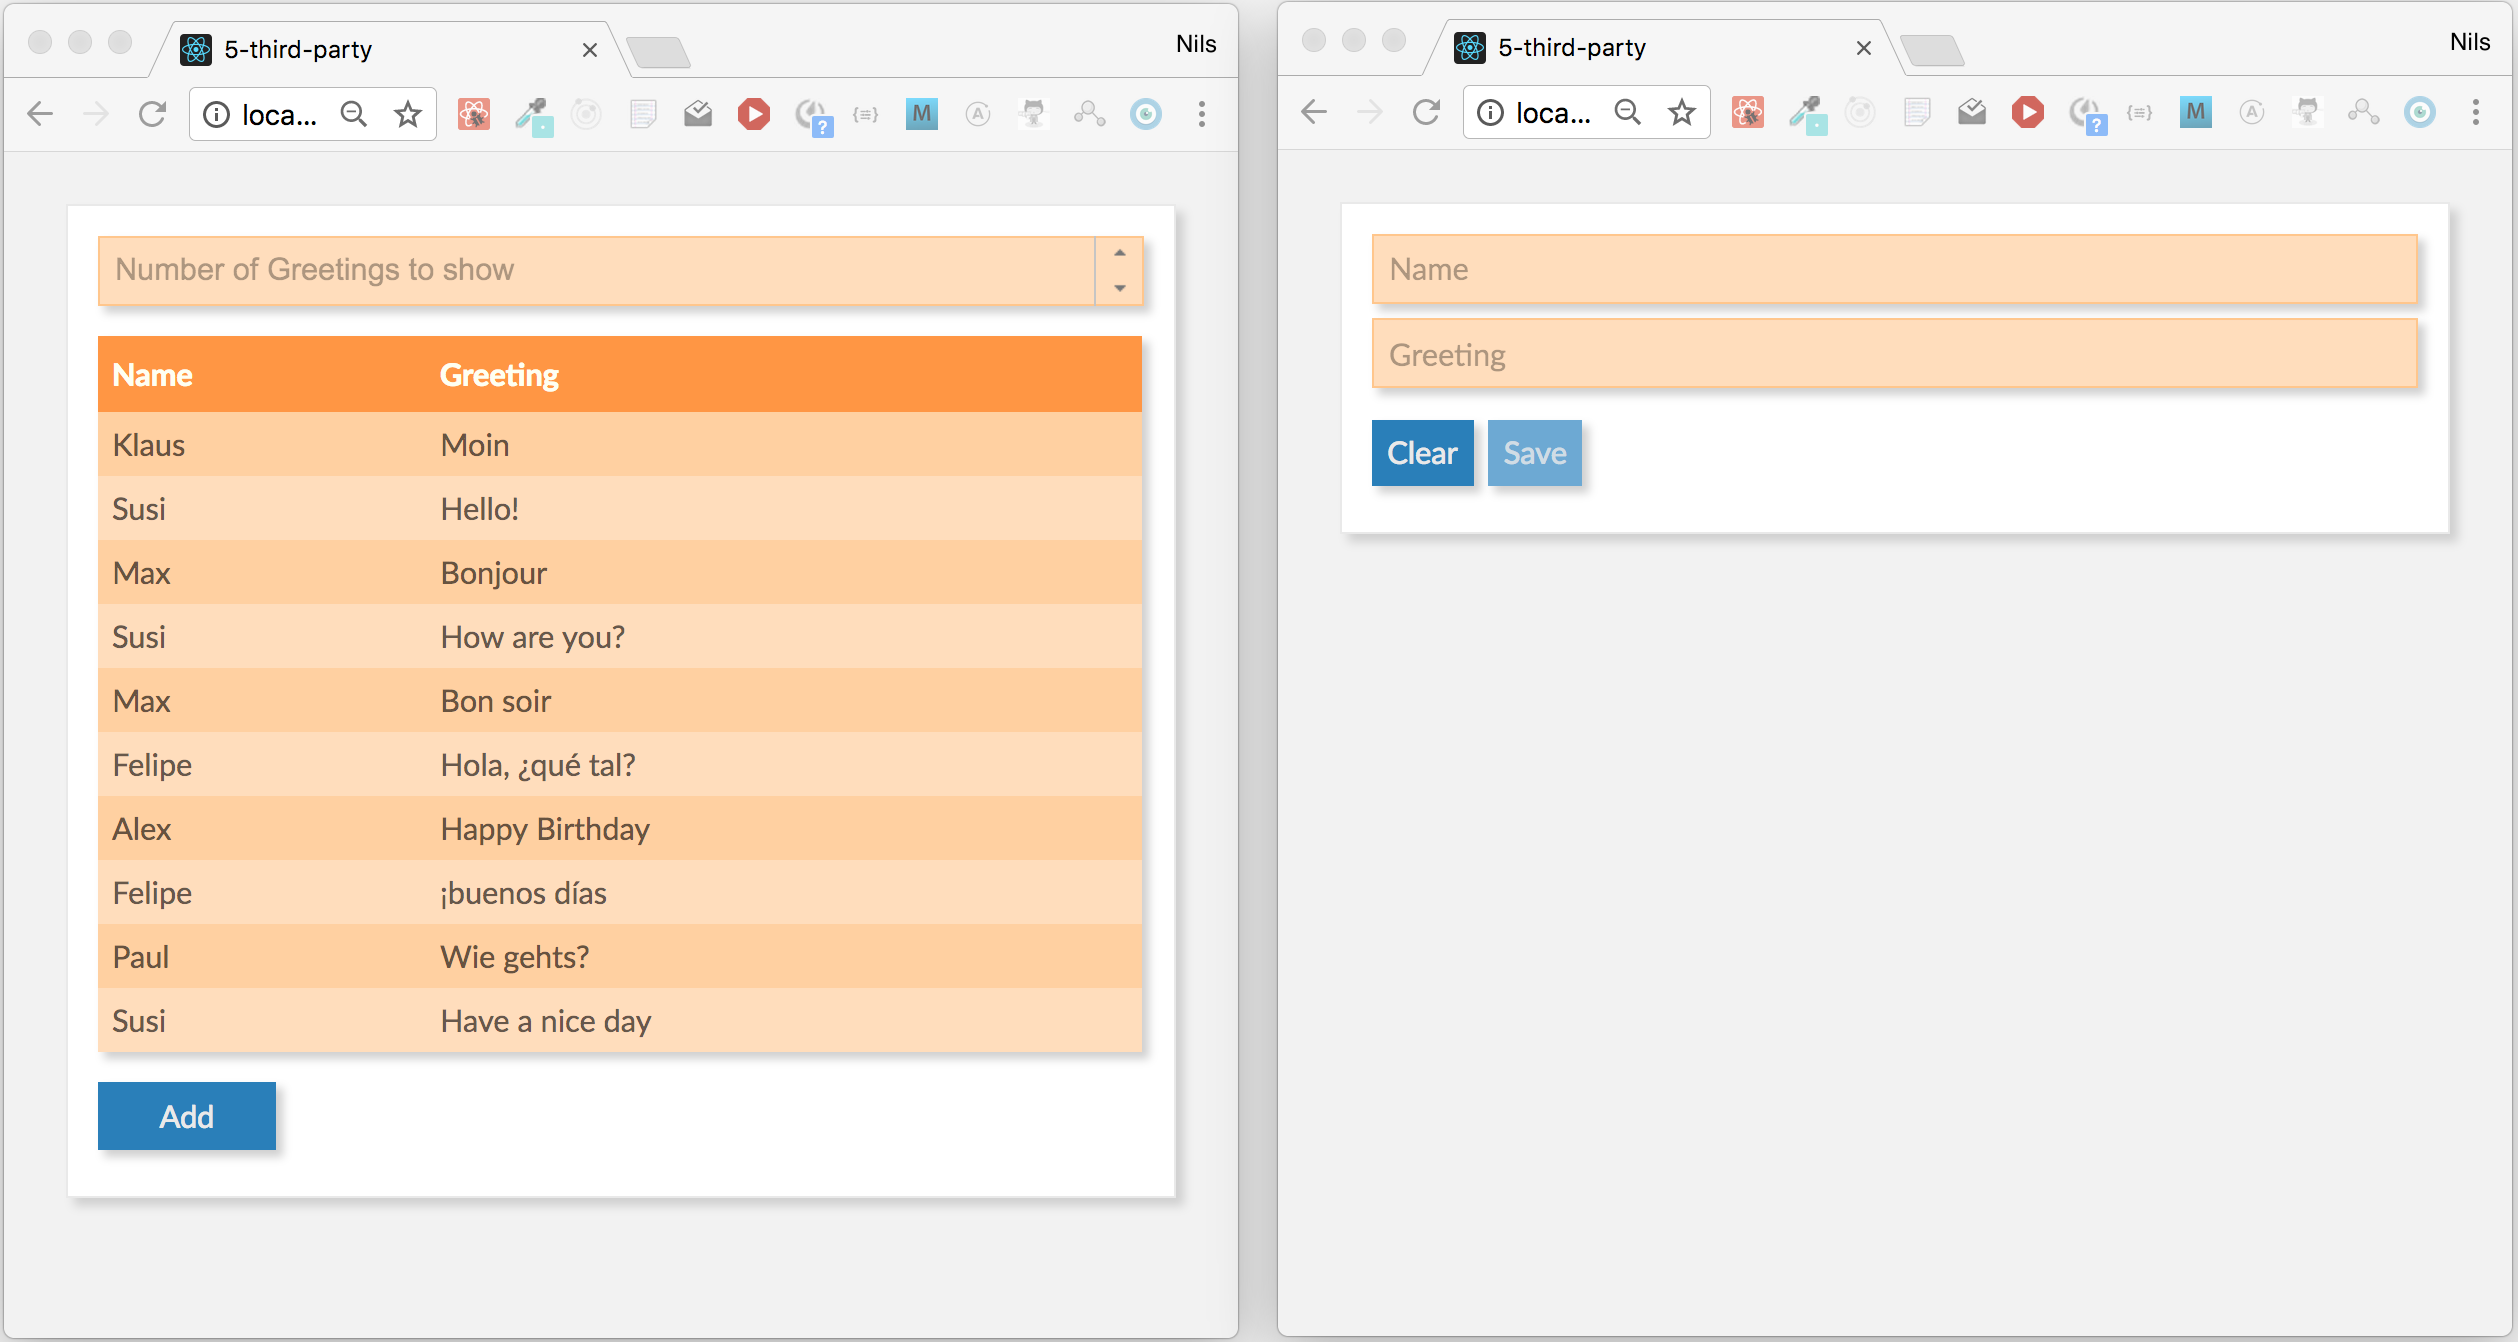 5-third-party
Nils
loca...
?
{≡}
M
A
Number of Greetings to show
Name Greeting
Klaus Moin
Susi Hello!
Max Bonjour
Susi How are you?
Max Bon soir
Felipe Hola, ¿qué tal?
Alex Happy Birthday
Felipe ¡buenos días
Paul Wie gehts?
Susi Have a nice day
Add
5-third-party
Nils
loca...
?
{≡}
M
A
Name
Greeting
Clear Save